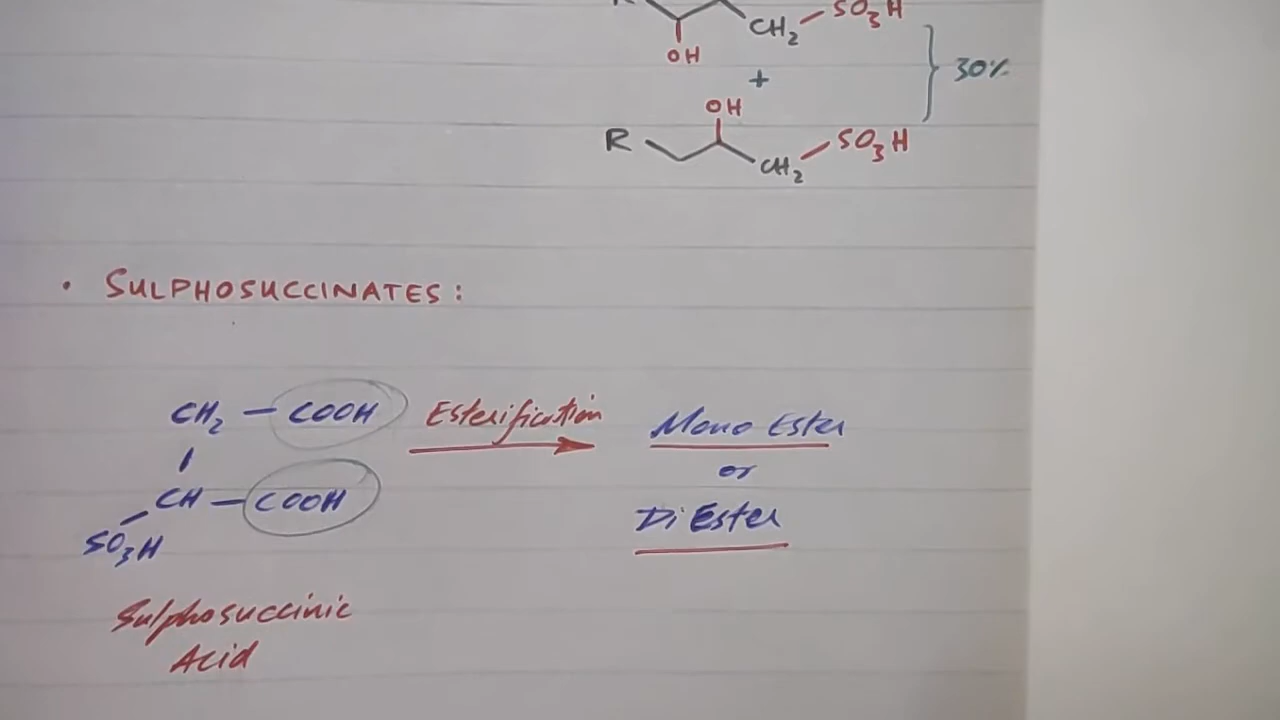 R CH₂ SO₃H
OH
30%
+
OH
R CH₂ SO₃H
• SULPHOSUCCINATES:
CH₂ — COOH Esterification Mono Ester
or
CH — COOH Di Ester
SO₃H
Sulphosuccinic
Acid